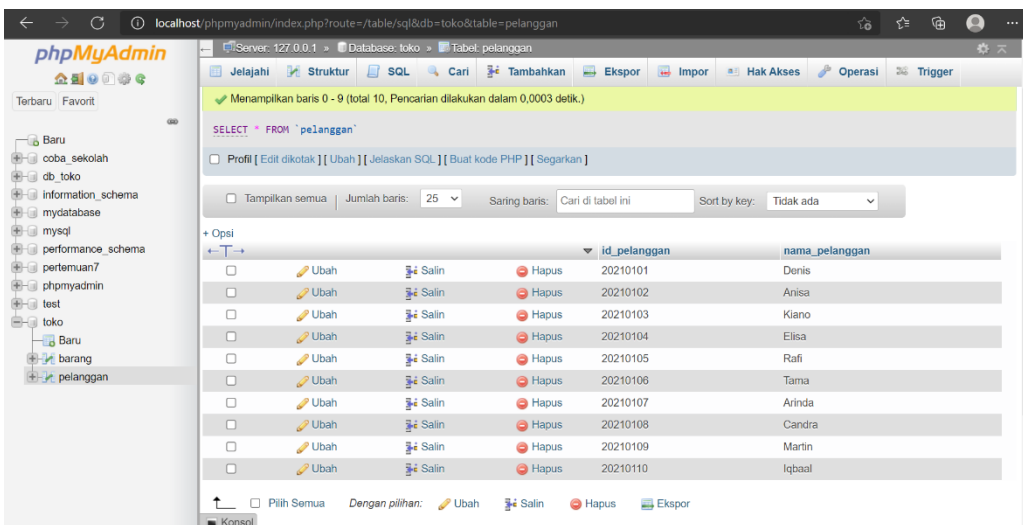 localhost/phpmyadmin/index.php?route=/table/sql&db=toko&table=pelanggan
phpMyAdmin
Terbaru Favorit
Baru
coba_sekolah
db_toko
information_schema
mydatabase
mysql
performance_schema
pertemuan7
phpmyadmin
test
toko
Baru
barang
pelanggan
Server: 127.0.0.1 » Database: toko » Tabel: pelanggan
Jelajahi Struktur SQL Cari Tambahkan Ekspor Impor Hak Akses Operasi Trigger
Menampilkan baris 0 - 9 (total 10, Pencarian dilakukan dalam 0,0003 detik.)
SELECT * FROM `pelanggan`
Profil [ Edit dikotak ] [ Ubah ] [ Jelaskan SQL ] [ Buat kode PHP ] [ Segarkan ]
Tampilkan semua | Jumlah baris: 25 Saring baris: Cari di tabel ini Sort by key: Tidak ada
+ Opsi
←T→ id_pelanggan nama_pelanggan
Ubah Salin Hapus 20210101 Denis
Ubah Salin Hapus 20210102 Anisa
Ubah Salin Hapus 20210103 Kiano
Ubah Salin Hapus 20210104 Elisa
Ubah Salin Hapus 20210105 Rafi
Ubah Salin Hapus 20210106 Tama
Ubah Salin Hapus 20210107 Arinda
Ubah Salin Hapus 20210108 Candra
Ubah Salin Hapus 20210109 Martin
Ubah Salin Hapus 20210110 Iqbaal
Pilih Semua Dengan pilihan: Ubah Salin Hapus Ekspor
Konsol